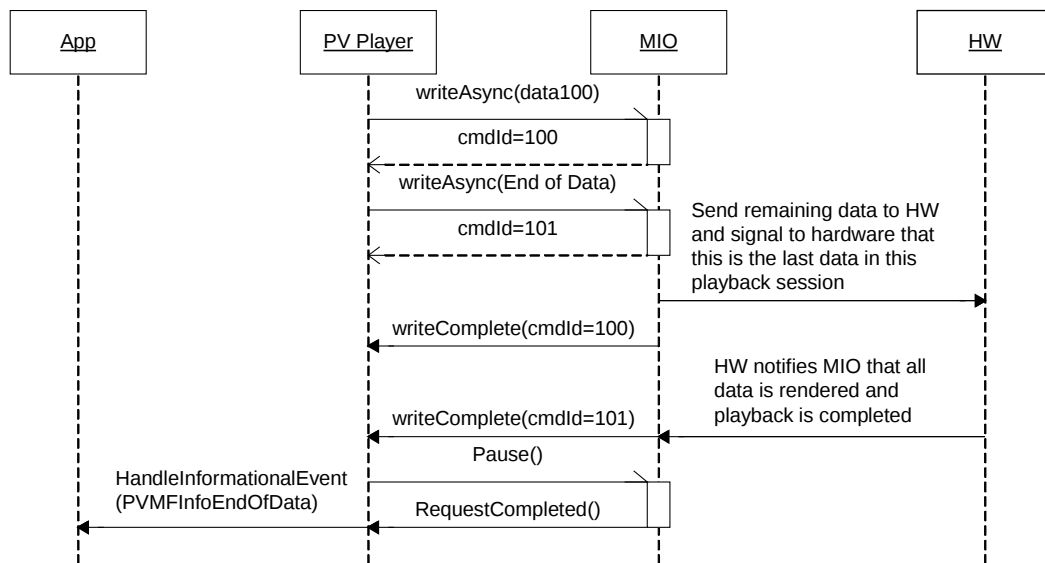 App
PV Player
MIO
HW
writeAsync(data100)
cmdId=100
writeAsync(End of Data)
cmdId=101
Send remaining data to HW
and signal to hardware that
this is the last data in this
playback session
writeComplete(cmdId=100)
HW notifies MIO that all
data is rendered and
playback is completed
writeComplete(cmdId=101)
Pause()
HandleInformationalEvent
(PVMFInfoEndOfData)
RequestCompleted()